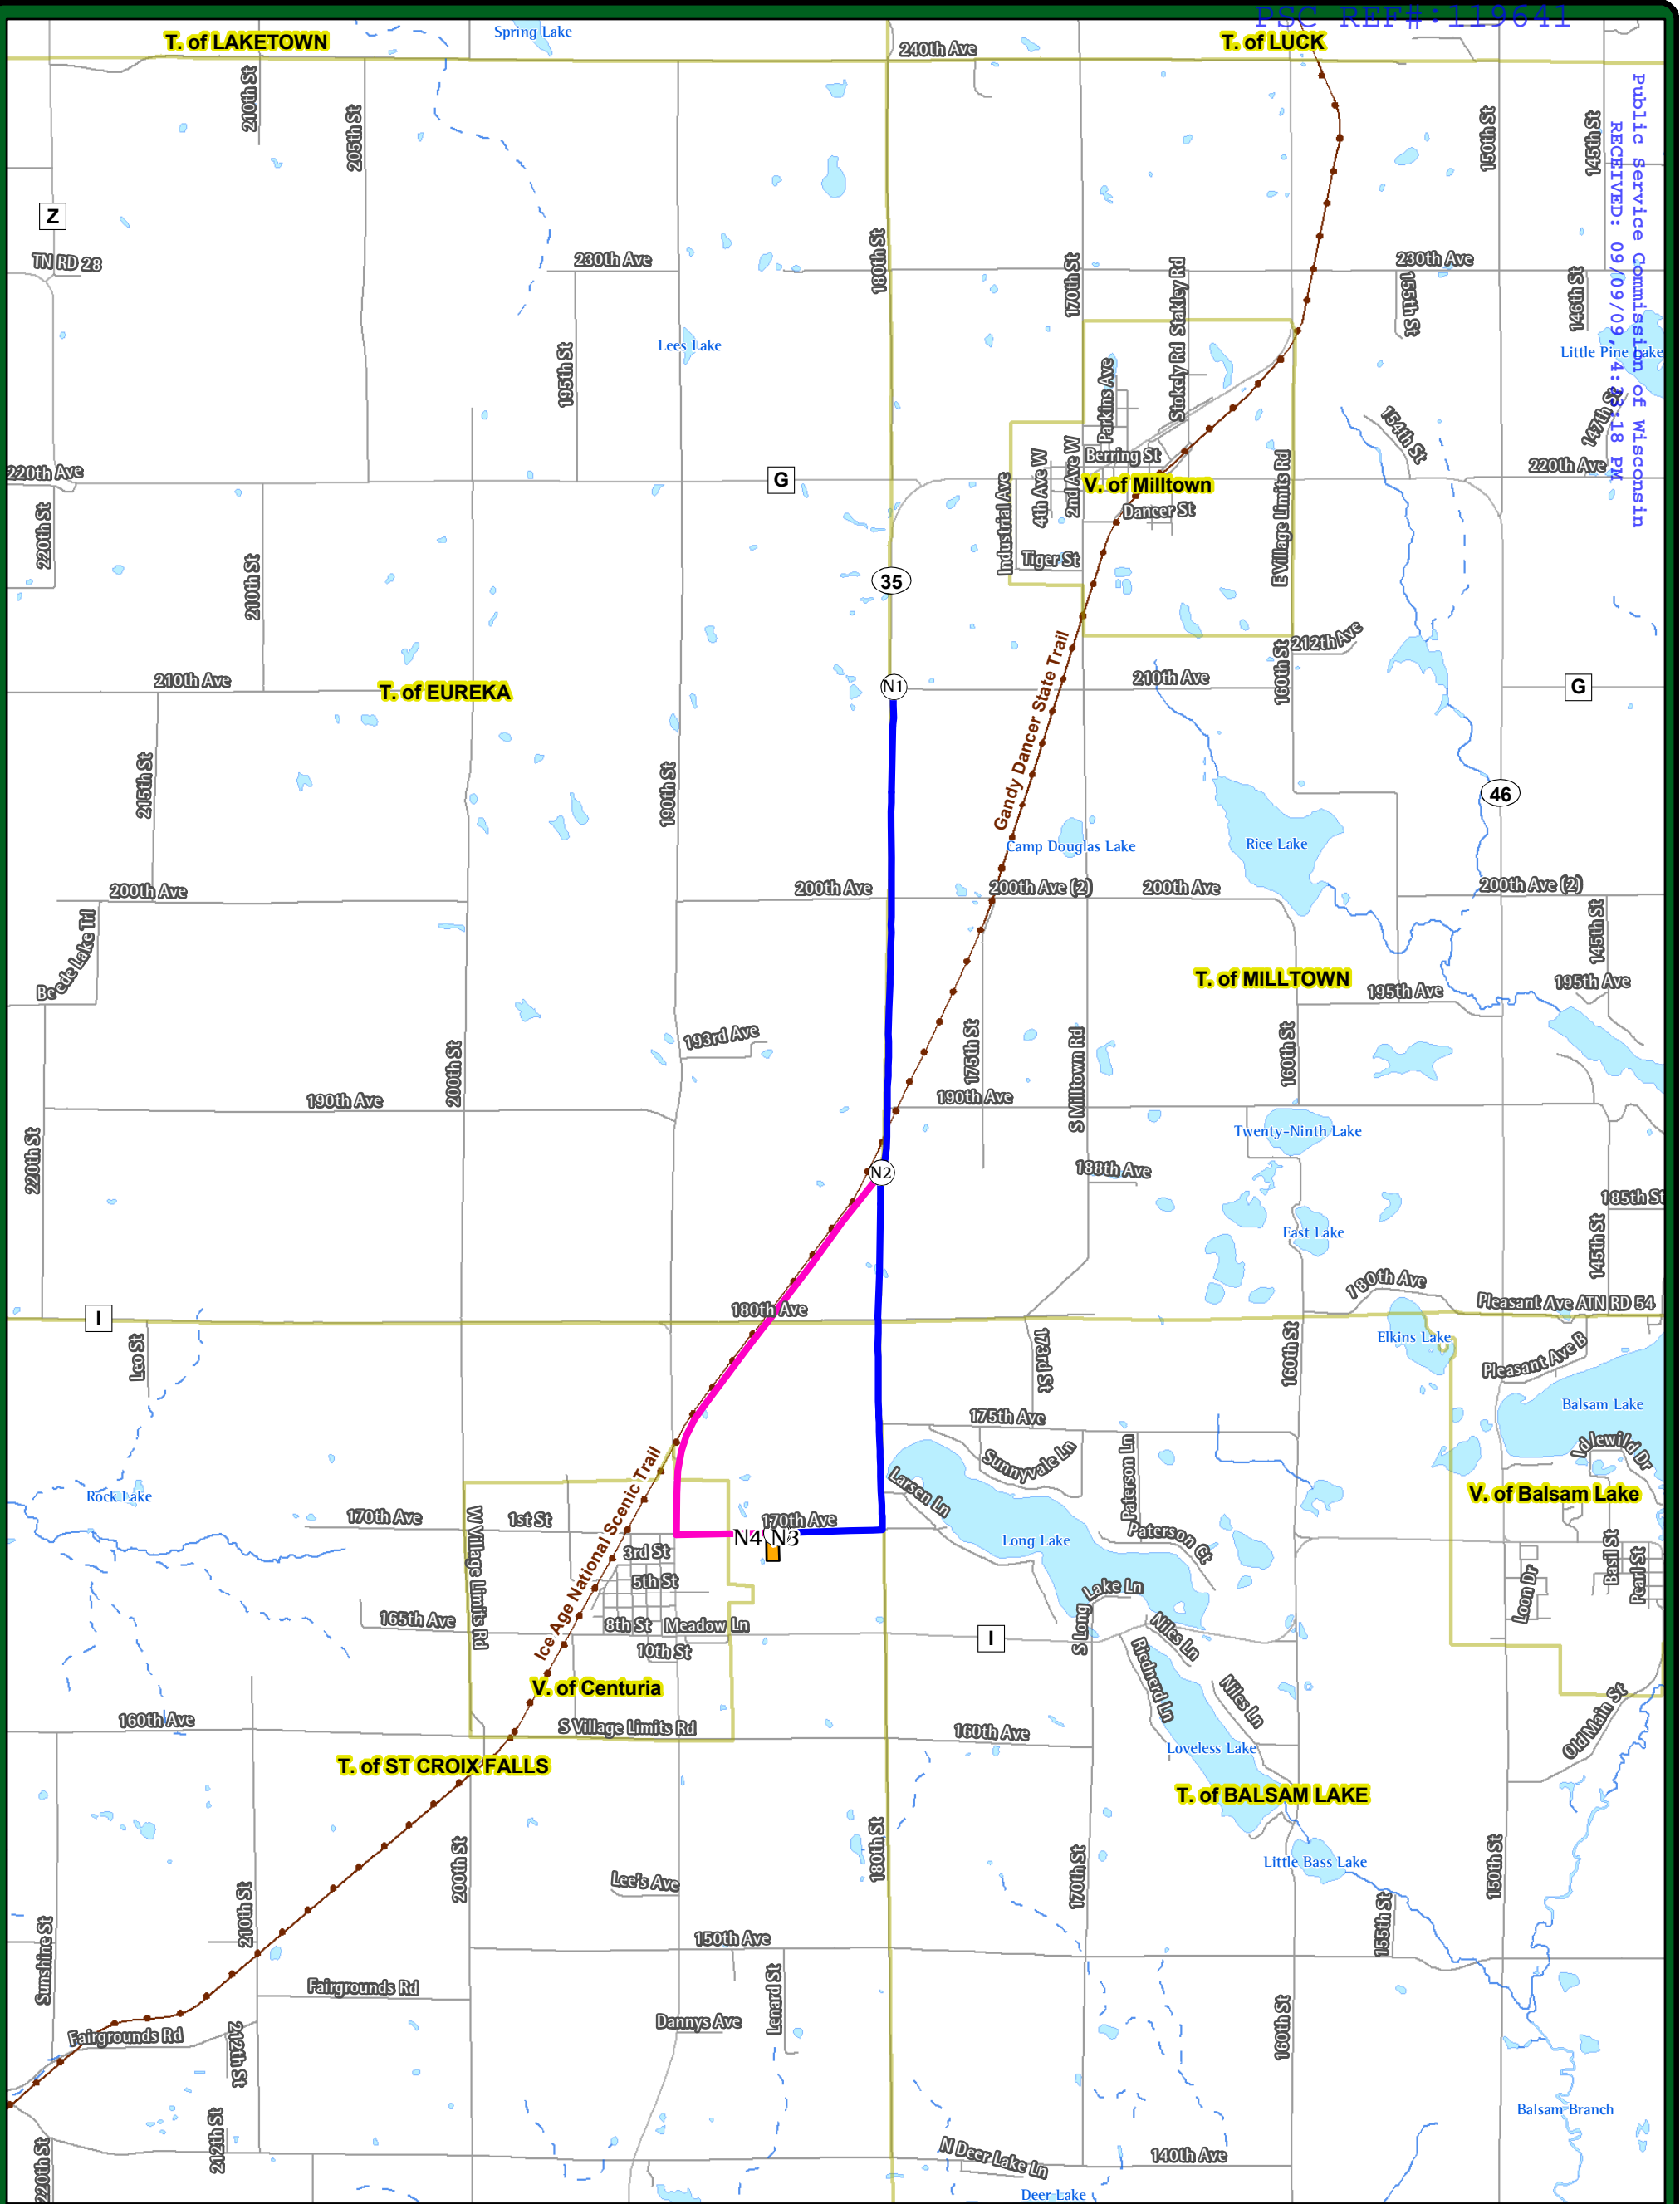 PSC REF#:119641
Public Service Commission of Wisconsin
RECEIVED: 09/09/09, 4:23:18 PM
T. of LAKETOWN
Spring Lake
240th Ave
T. of LUCK
210th St
205th St
150th St
145th St
Z
TN RD 28
230th Ave
180th St
170th St
Stakley Rd
230th Ave
155th St
146th St
Lees Lake
195th St
Little Pine Lake
Parkins Ave
Stokely Rd
154th St
147th St
220th Ave
G
Berring St
220th Ave
V. of Milltown
4th Ave W
2nd Ave W
Industrial Ave
Dancer St
E Village Limits Rd
220th St
210th St
Tiger St
35
212th Ave
160th St
210th Ave
T. of EUREKA
N1
210th Ave
G
Gandy Dancer State Trail
215th St
190th St
46
Camp Douglas Lake
Rice Lake
200th Ave
200th Ave
200th Ave (2)
200th Ave
200th Ave (2)
Beede Lake Trl
145th St
T. of MILLTOWN
195th Ave
195th Ave
193rd Ave
200th St
175th St
S Milltown Rd
160th St
190th Ave
190th Ave
Twenty-Ninth Lake
220th St
N2
188th Ave
185th St
East Lake
145th St
180th Ave
I
180th Ave
Pleasant Ave ATN RD 54
Leo St
173rd St
160th St
Elkins Lake
Pleasant Ave B
Balsam Lake
175th Ave
Idlewild Dr
Sunnyvale Ln
Paterson Ln
Larsen Ln
Rock Lake
V. of Balsam Lake
Ice Age National Scenic Trail
W Village Limits Rd
170th Ave
1st St
170th Ave
N4
N3
Long Lake
Paterson Ct
3rd St
5th St
Lake Ln
S Long
Loon Dr
Basil St
Pearl St
165th Ave
8th St
Meadow Ln
10th St
I
Niles Ln
Riednerd Ln
V. of Centuria
Niles Ln
160th Ave
S Village Limits Rd
160th Ave
Old Main St
T. of ST CROIX FALLS
Loveless Lake
T. of BALSAM LAKE
200th St
180th St
170th St
150th St
Little Bass Lake
Lee's Ave
Sunshine St
210th St
155th St
150th Ave
Fairgrounds Rd
Lenard St
160th St
Fairgrounds Rd
212th St
Dannys Ave
Balsam Branch
220th St
212th St
N Deer Lake Ln
140th Ave
Deer Lake